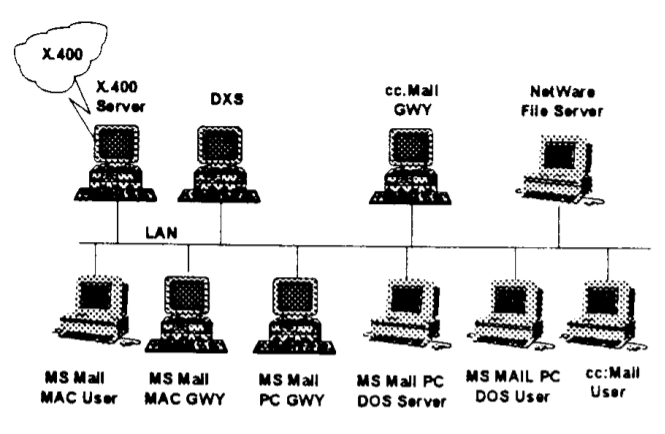 X.400
X.400
Server
DXS
cc:Mail
GWY
NetWare
File Server
LAN
MS Mail
MAC User
MS Mail
MAC GWY
MS Mail
PC GWY
MS Mail PC
DOS Server
MS MAIL PC
DOS User
cc:Mail
User